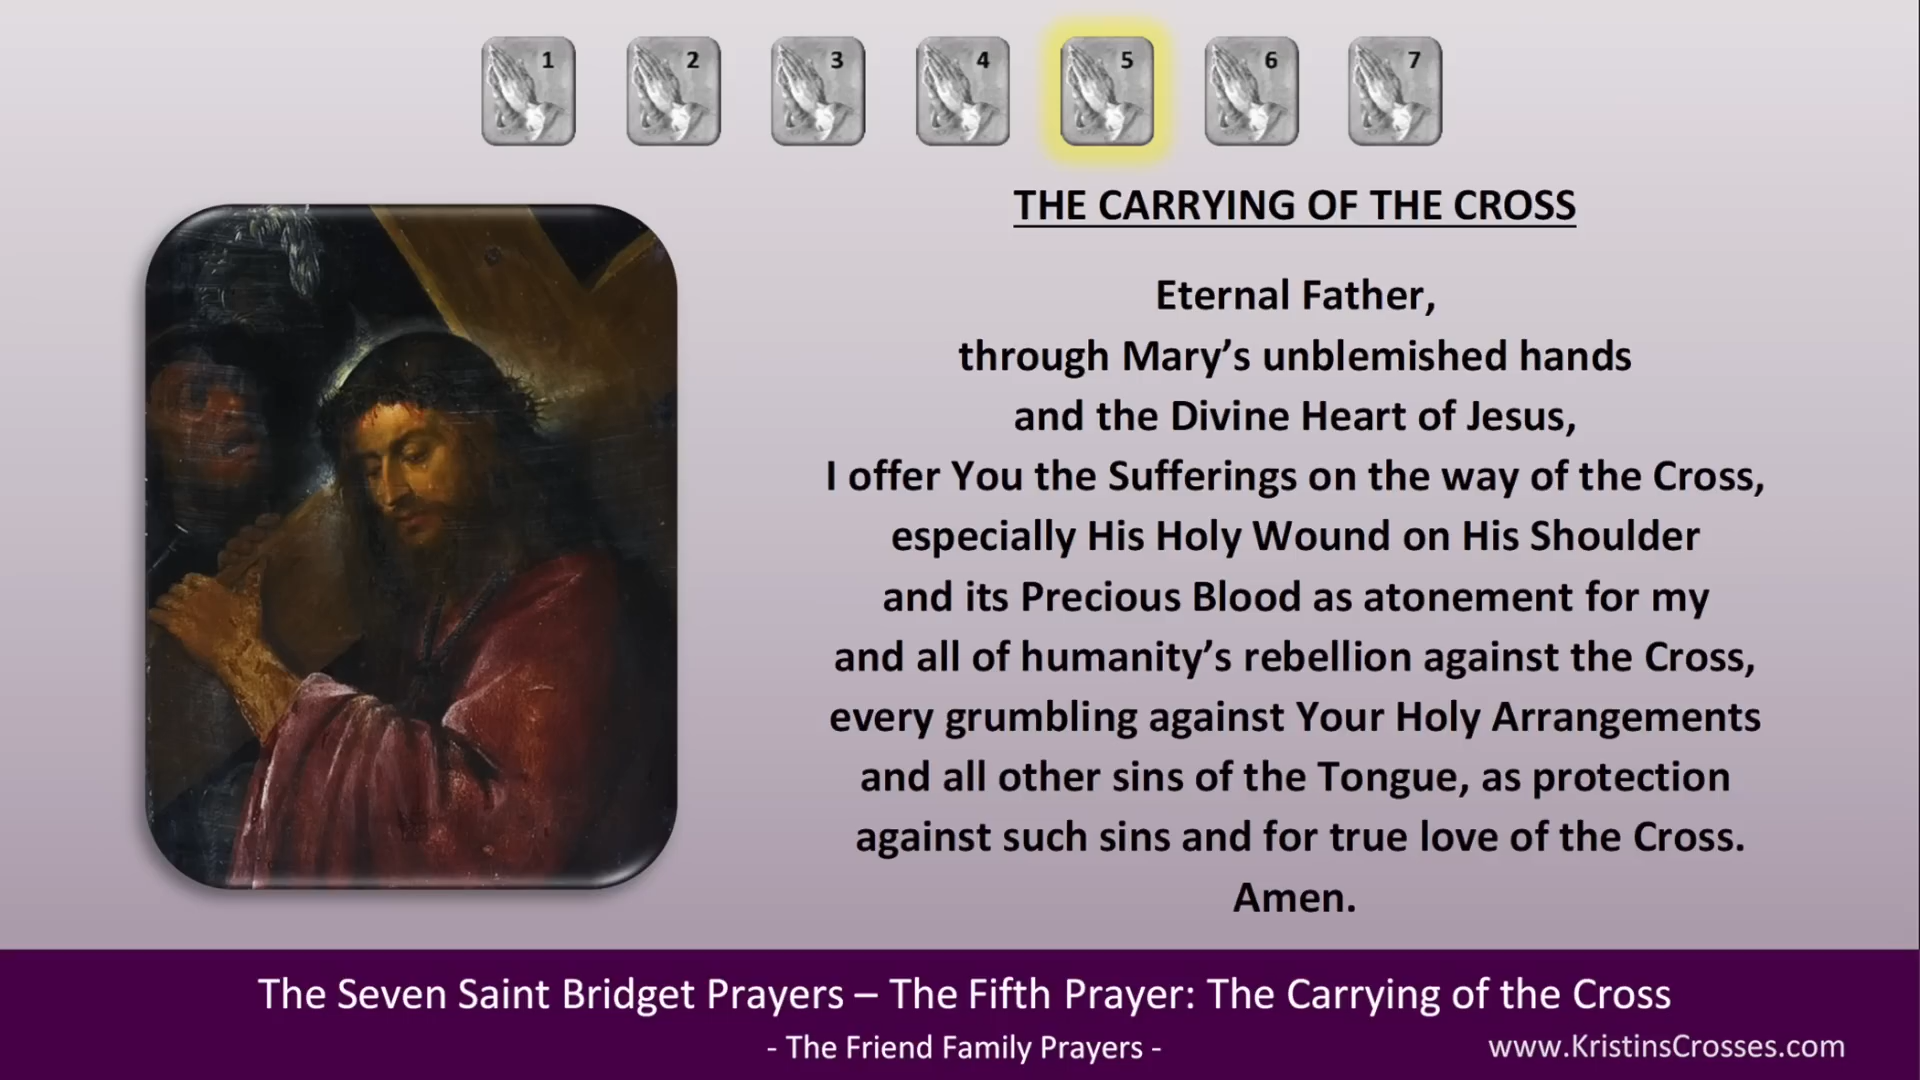 1 2 3 4 5 6 7
THE CARRYING OF THE CROSS
Eternal Father,
through Mary’s unblemished hands
and the Divine Heart of Jesus,
I offer You the Sufferings on the way of the Cross,
especially His Holy Wound on His Shoulder
and its Precious Blood as atonement for my
and all of humanity’s rebellion against the Cross,
every grumbling against Your Holy Arrangements
and all other sins of the Tongue, as protection
against such sins and for true love of the Cross.
Amen.
The Seven Saint Bridget Prayers – The Fifth Prayer: The Carrying of the Cross
- The Friend Family Prayers -
www.KristinsCrosses.com